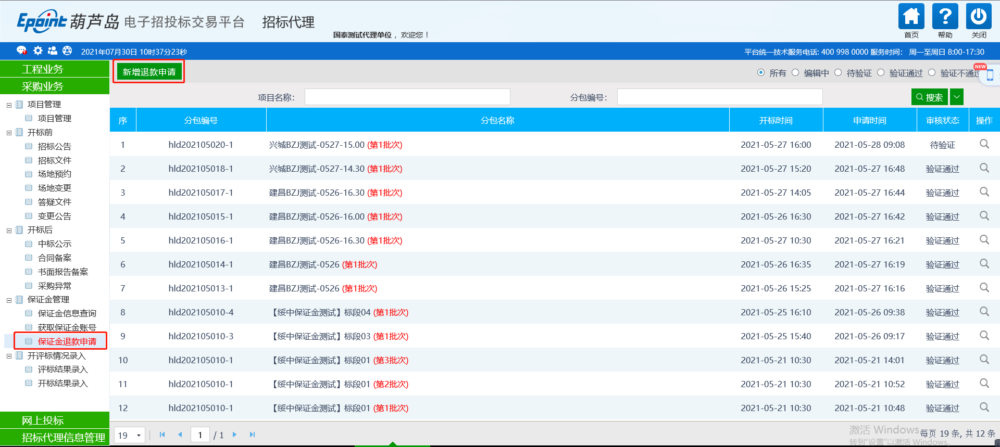 Epoint 葫芦岛 电子招投标交易平台 招标代理
国泰测试代理单位 ，欢迎您！
首页 帮助 关闭
2021年07月30日 10时37分23秒
平台统一技术服务电话: 400 998 0000 服务时间： 周一至周日 8:00-17:30
工程业务
采购业务
项目管理
项目管理
开标前
招标公告
招标文件
场地预约
场地变更
答疑文件
变更公告
开标后
中标公示
合同备案
书面报告备案
采购异常
保证金管理
保证金信息查询
获取保证金账号
保证金退款申请
开评标情况录入
评标结果录入
开标结果录入
网上投标
招标代理信息管理
新增退款申请
所有 编辑中 待验证 验证通过 验证不通过
NEW
项目名称： 分包编号： 搜索
序 分包编号 分包名称 开标时间 申请时间 审核状态 操作
1 hld202105020-1 兴城BZJ测试-0527-15.00 (第1批次) 2021-05-27 16:00 2021-05-28 09:08 待验证
2 hld202105018-1 兴城BZJ测试-0527-14.30 (第1批次) 2021-05-27 15:20 2021-05-27 16:48 验证通过
3 hld202105017-1 建昌BZJ测试-0526-16.30 (第1批次) 2021-05-27 14:05 2021-05-27 16:44 验证通过
4 hld202105015-1 建昌BZJ测试-0526-16.00 (第1批次) 2021-05-26 16:30 2021-05-27 16:42 验证通过
5 hld202105016-1 建昌BZJ测试-0526-16.30 (第1批次) 2021-05-27 10:30 2021-05-27 16:21 验证通过
6 hld202105014-1 建昌BZJ测试-0526 (第1批次) 2021-05-26 16:35 2021-05-27 16:19 验证通过
7 hld202105013-1 建昌BZJ测试-0526 (第1批次) 2021-05-26 15:25 2021-05-27 16:16 验证通过
8 hld202105010-4 【绥中保证金测试】标段04 (第1批次) 2021-05-25 16:10 2021-05-26 09:38 验证通过
9 hld202105010-3 【绥中保证金测试】标段03 (第1批次) 2021-05-25 15:40 2021-05-26 09:17 验证通过
10 hld202105010-1 【绥中保证金测试】标段01 (第3批次) 2021-05-21 10:30 2021-05-21 14:01 验证通过
11 hld202105010-1 【绥中保证金测试】标段01 (第2批次) 2021-05-21 10:30 2021-05-21 10:52 验证通过
12 hld202105010-1 【绥中保证金测试】标段01 (第1批次) 2021-05-21 10:30 2021-05-21 10:48 验证通过
19 1 / 1
激活 Windows
每页 19 条, 共 12 条
转到"设置"以激活 Windows。